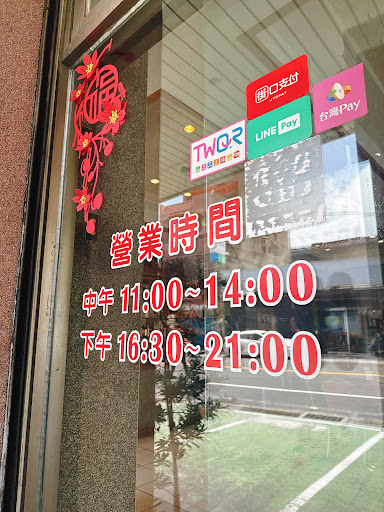 街口支付
JKOPAY
台灣Pay
LINE Pay
TWQR
營業時間
中午 11:00~14:00
下午 16:30~21:00